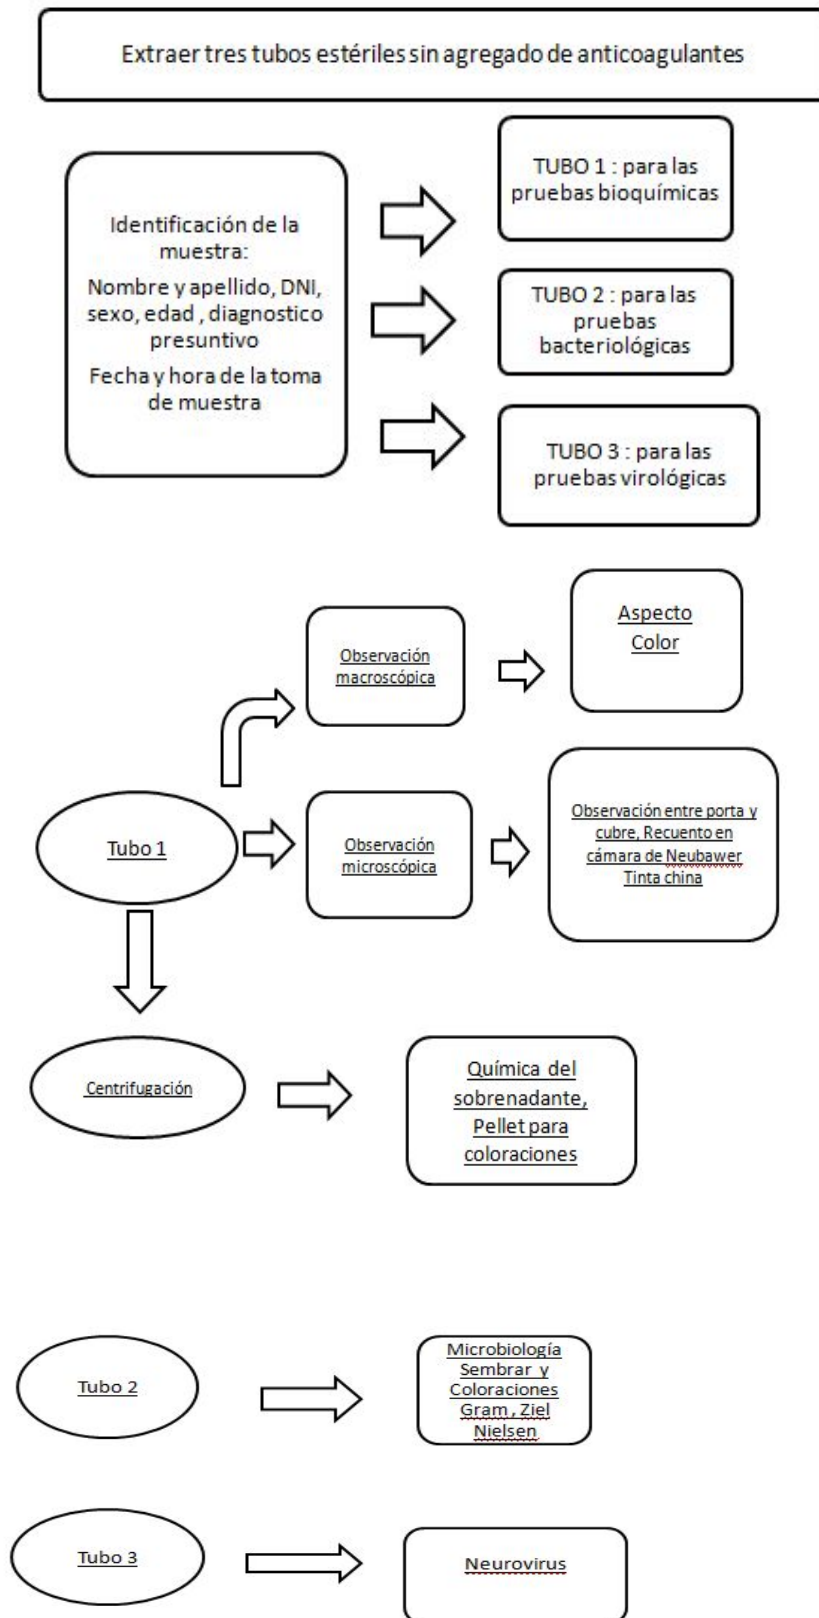 Extraer tres tubos estériles sin agregado de anticoagulantes
Identificación de la
muestra:
Nombre y apellido, DNI,
sexo, edad , diagnostico
presuntivo
Fecha y hora de la toma
de muestra
TUBO 1 : para las
pruebas bioquímicas
TUBO 2 : para las
pruebas
bacteriológicas
TUBO 3 : para las
pruebas virológicas
Observación
macroscópica
Aspecto
Color
Tubo 1
Observación
microscópica
Observación entre porta y
cubre, Recuento en
cámara de Neubawer
Tinta china
Centrifugación
Química del
sobrenadante,
Pellet para
coloraciones
Tubo 2
Microbiología
Sembrar y
Coloraciones
Gram , Ziel
Nielsen
Tubo 3
Neurovirus